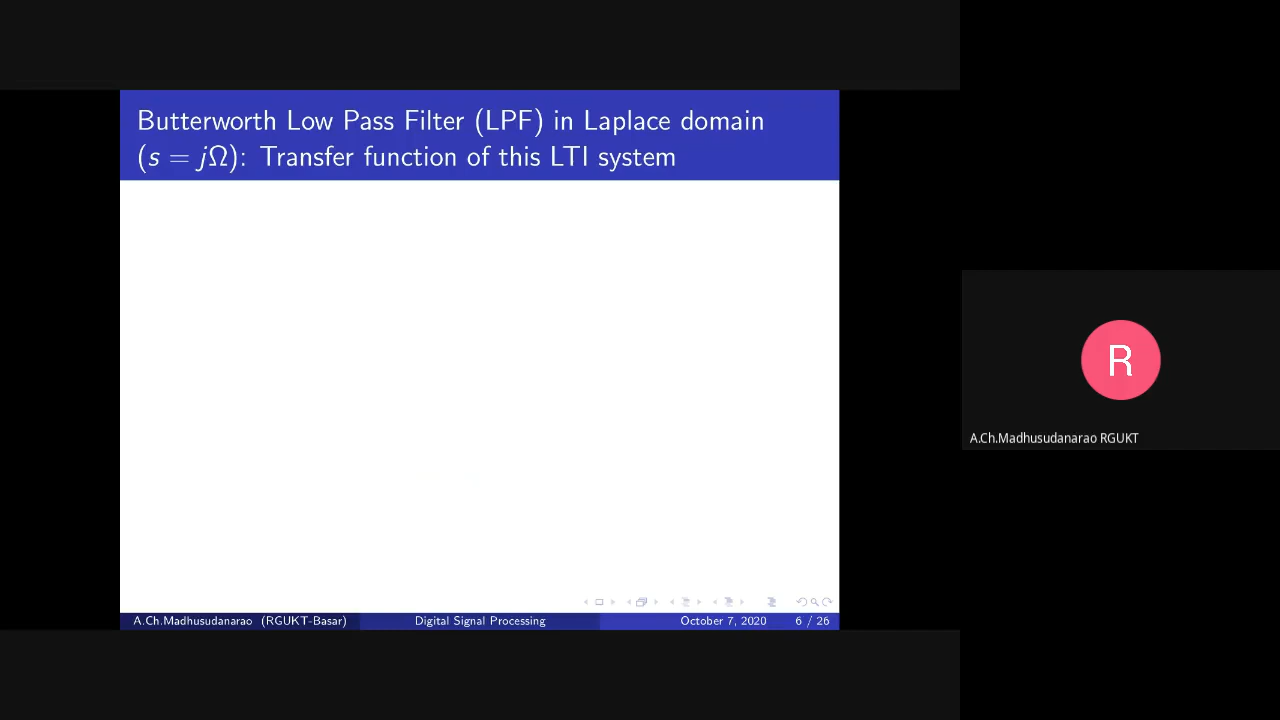 Butterworth Low Pass Filter (LPF) in Laplace domain
(s = jΩ): Transfer function of this LTI system
R
A.Ch.Madhusudanarao RGUKT
A.Ch.Madhusudanarao (RGUKT-Basar) Digital Signal Processing October 7, 2020 6 / 26